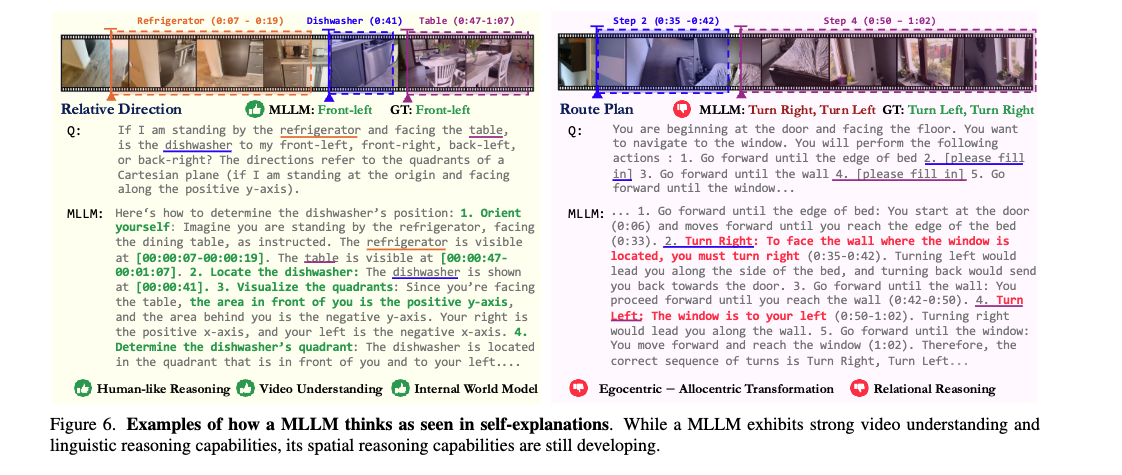 Refrigerator (0:07 - 0:19) Dishwasher (0:41) Table (0:47-1:07)
Relative Direction MLLM: Front-left GT: Front-left
Q: If I am standing by the refrigerator and facing the table,
is the dishwasher to my front-left, front-right, back-left,
or back-right? The directions refer to the quadrants of a
Cartesian plane (if I am standing at the origin and facing
along the positive y-axis).
MLLM: Here‘s how to determine the dishwasher’s position: 1. Orient
yourself: Imagine you are standing by the refrigerator, facing
the dining table, as instructed. The refrigerator is visible
at [00:00:07-00:00:19]. The table is visible at [00:00:47-
00:01:07]. 2. Locate the dishwasher: The dishwasher is shown
at [00:00:41]. 3. Visualize the quadrants: Since you’re facing
the table, the area in front of you is the positive y-axis,
and the area behind you is the negative y-axis. Your right is
the positive x-axis, and your left is the negative x-axis. 4.
Determine the dishwasher’s quadrant: The dishwasher is located
in the quadrant that is in front of you and to your left....
Human-like Reasoning Video Understanding Internal World Model
Step 2 (0:35 -0:42) Step 4 (0:50 – 1:02)
Route Plan MLLM: Turn Right, Turn Left GT: Turn Left, Turn Right
Q: You are beginning at the door and facing the floor. You want
to navigate to the window. You will perform the following
actions : 1. Go forward until the edge of bed 2. [please fill
in] 3. Go forward until the wall 4. [please fill in] 5. Go
forward until the window...
MLLM: ... 1. Go forward until the edge of bed: You start at the door
(0:06) and moves forward until you reach the edge of the bed
(0:33). 2. Turn Right: To face the wall where the window is
located, you must turn right (0:35-0:42). Turning left would
lead you along the side of the bed, and turning back would send
you back towards the door. 3. Go forward until the wall: You
proceed forward until you reach the wall (0:42-0:50). 4. Turn
Left: The window is to your left (0:50-1:02). Turning right
would lead you along the wall. 5. Go forward until the window:
You move forward and reach the window (1:02). Therefore, the
correct sequence of turns is Turn Right, Turn Left...
Egocentric – Allocentric Transformation Relational Reasoning
Figure 6. Examples of how a MLLM thinks as seen in self-explanations. While a MLLM exhibits strong video understanding and
linguistic reasoning capabilities, its spatial reasoning capabilities are still developing.